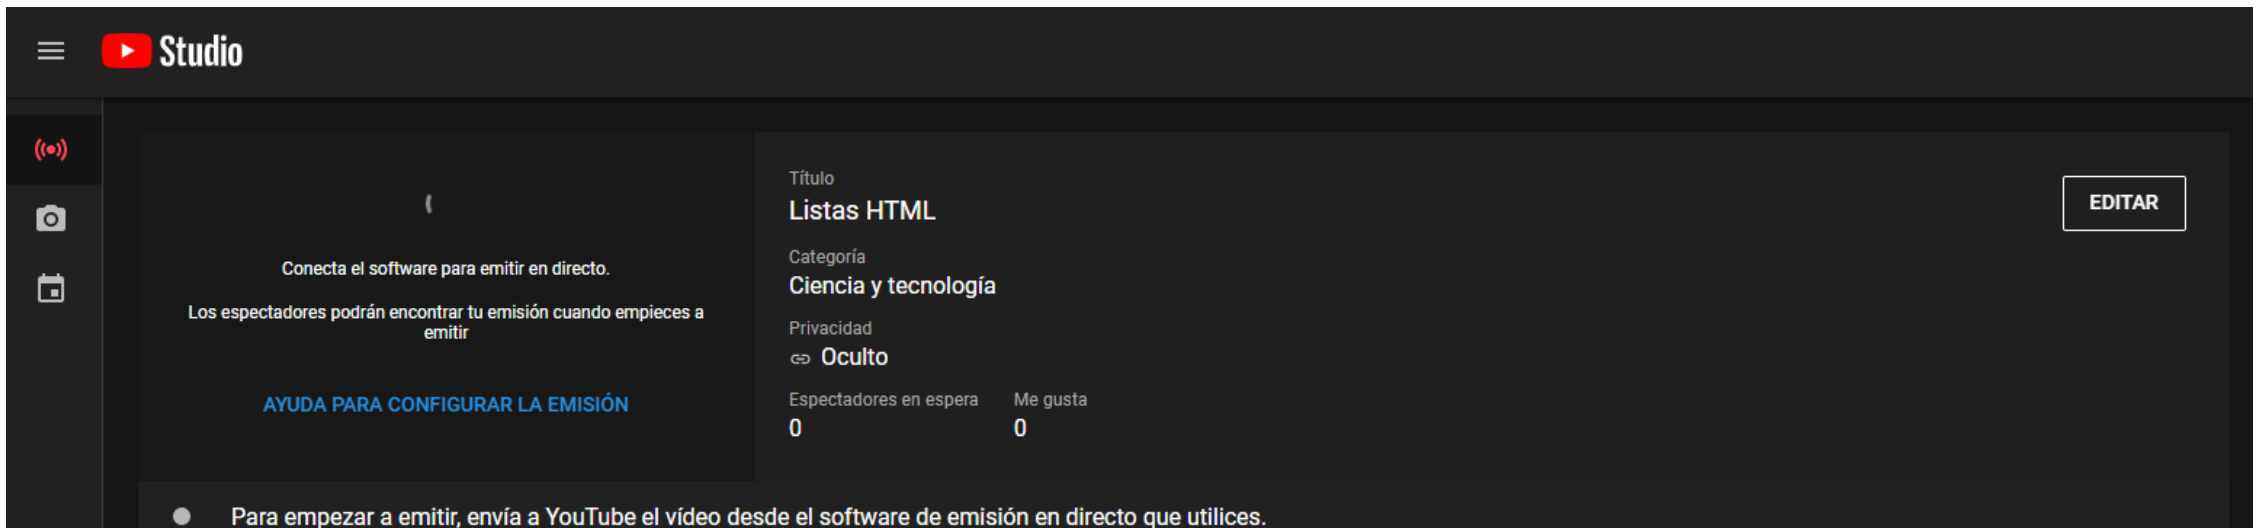 Studio
Conecta el software para emitir en directo.
Los espectadores podrán encontrar tu emisión cuando empieces a
emitir
AYUDA PARA CONFIGURAR LA EMISIÓN
Título
Listas HTML
EDITAR
Categoría
Ciencia y tecnología
Privacidad
Oculto
Espectadores en espera Me gusta
0 0
Para empezar a emitir, envía a YouTube el vídeo desde el software de emisión en directo que utilices.